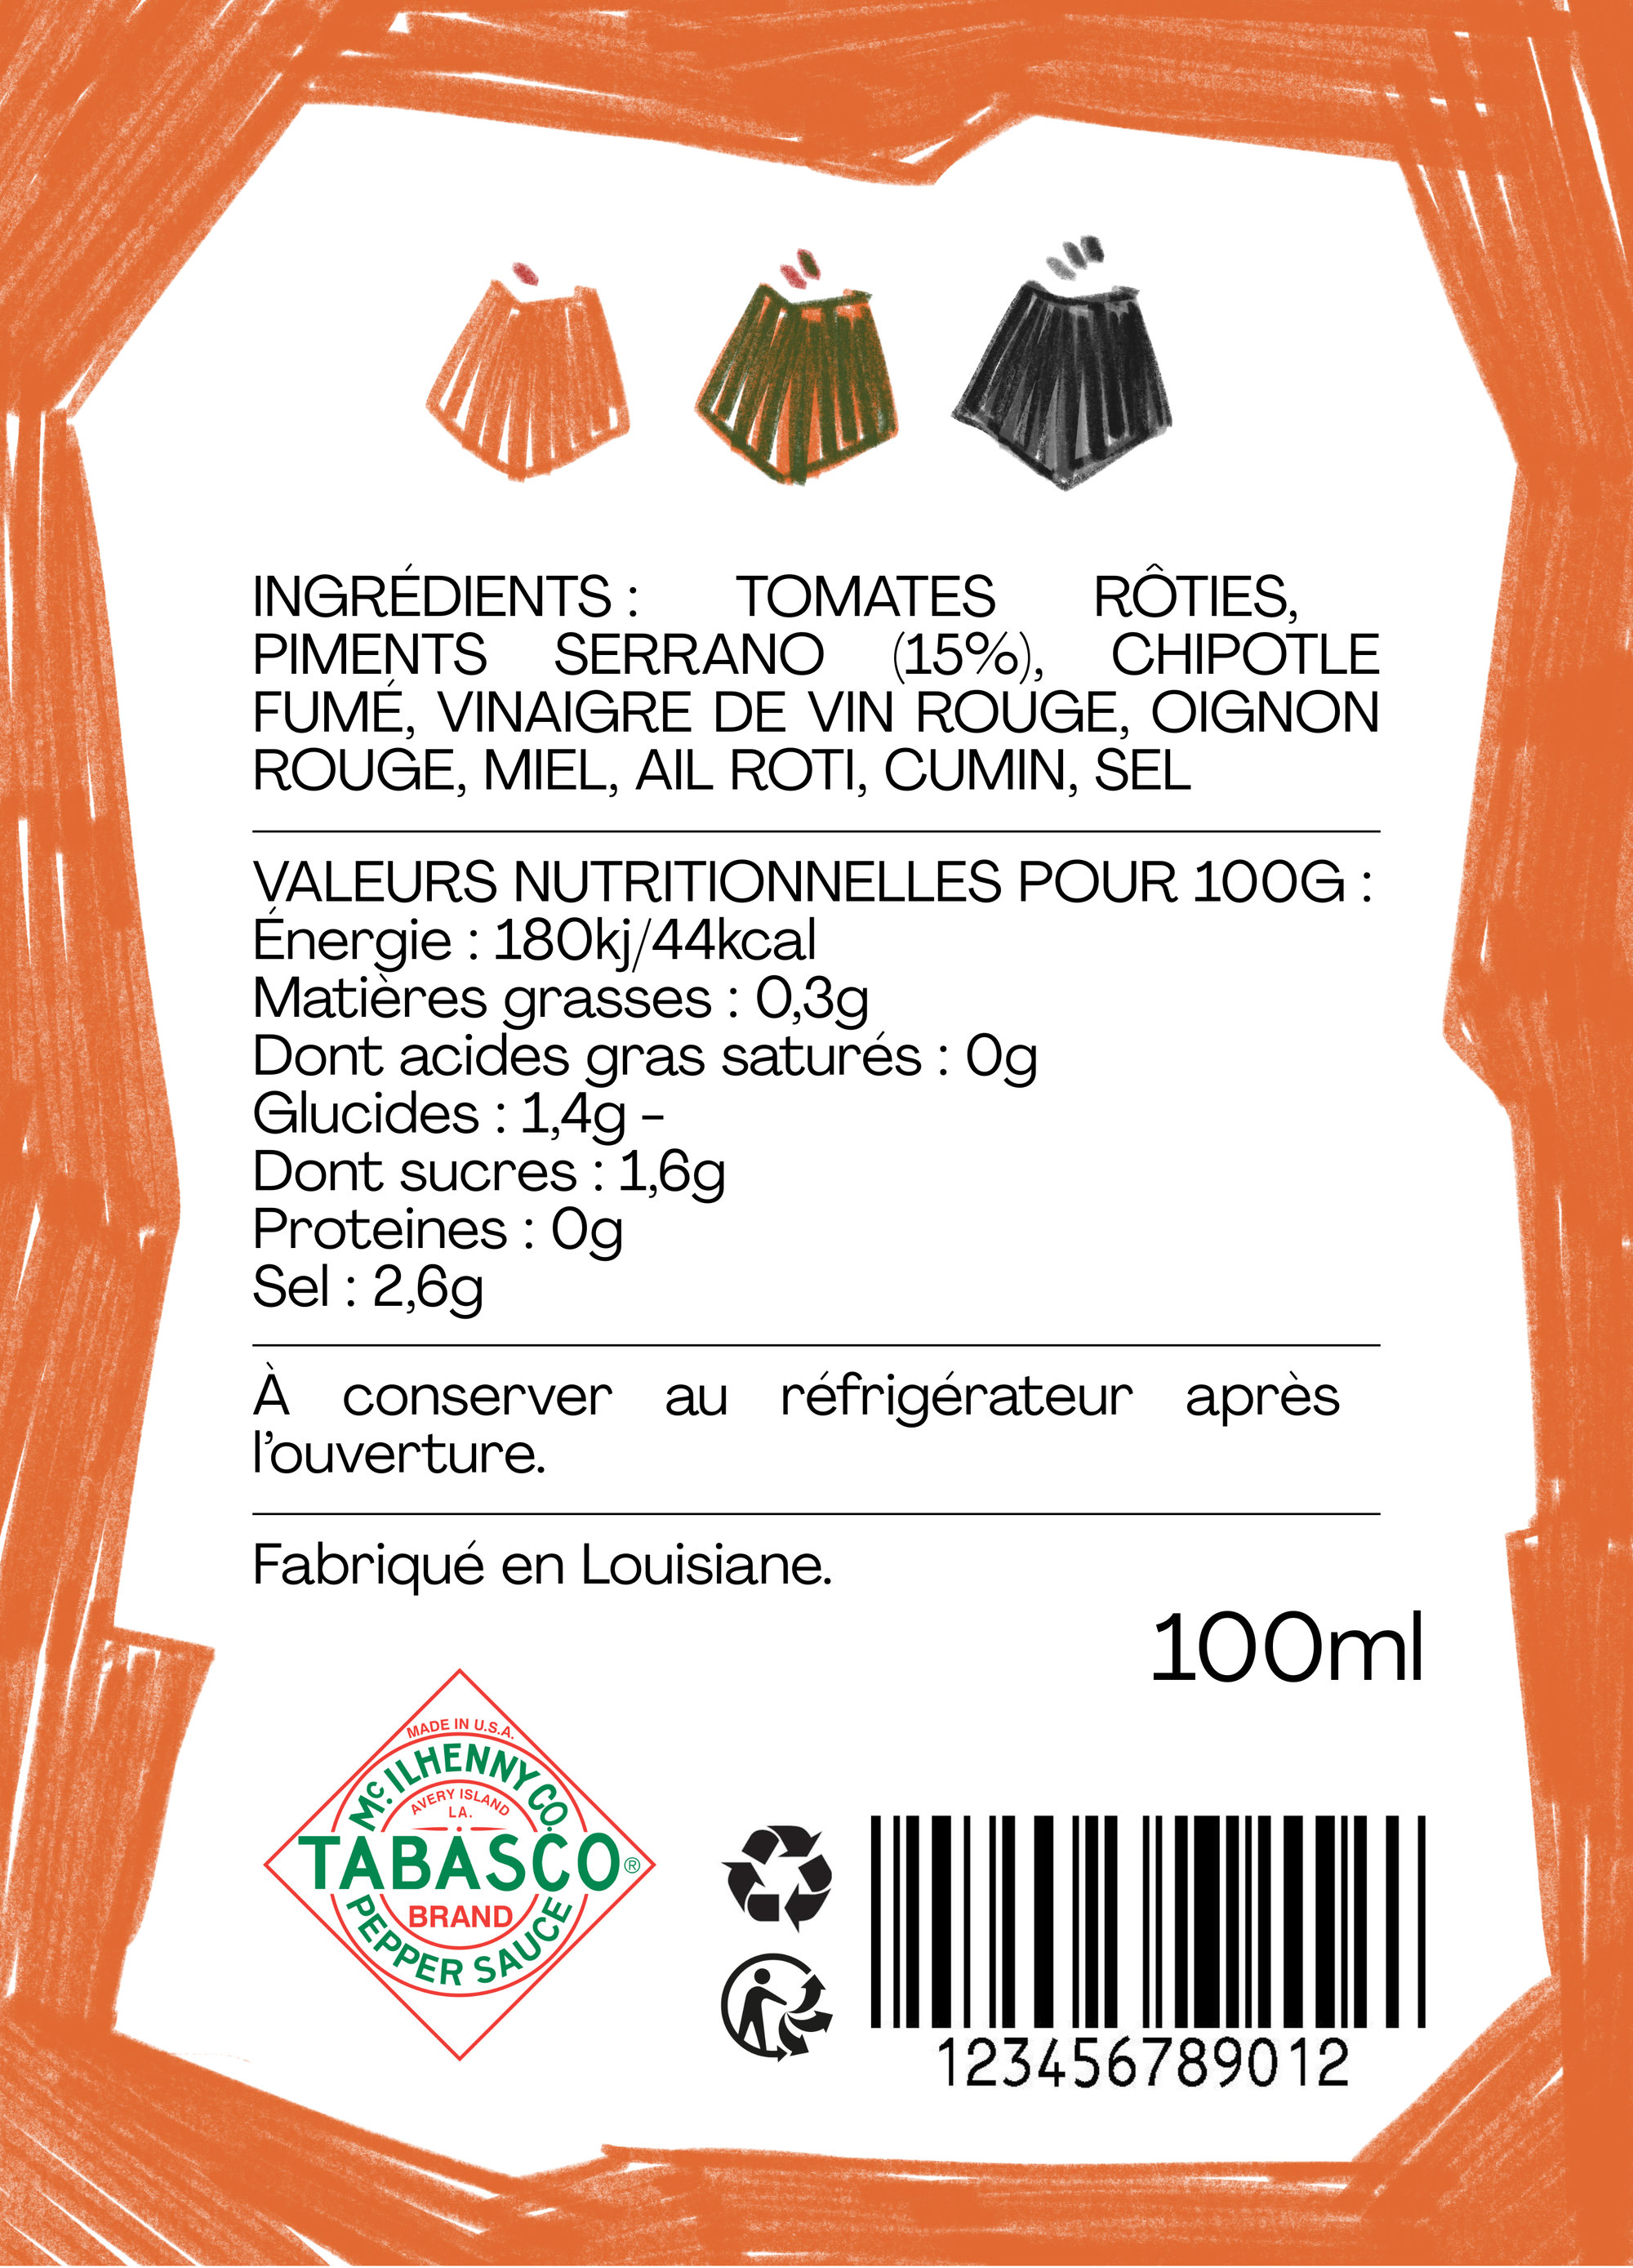 INGRÉDIENTS : TOMATES RÔTIES,
PIMENTS SERRANO (15%), CHIPOTLE
FUMÉ, VINAIGRE DE VIN ROUGE, OIGNON
ROUGE, MIEL, AIL ROTI, CUMIN, SEL
VALEURS NUTRITIONNELLES POUR 100G :
Énergie : 180kj/44kcal
Matières grasses : 0,3g
Dont acides gras saturés : 0g
Glucides : 1,4g -
Dont sucres : 1,6g
Proteines : 0g
Sel : 2,6g
À conserver au réfrigérateur après
l’ouverture.
Fabriqué en Louisiane.
100ml
MADE IN U.S.A.
Mc. ILHENNY CO.
AVERY ISLAND
LA.
TABASCO®
BRAND
PEPPER SAUCE
123456789012